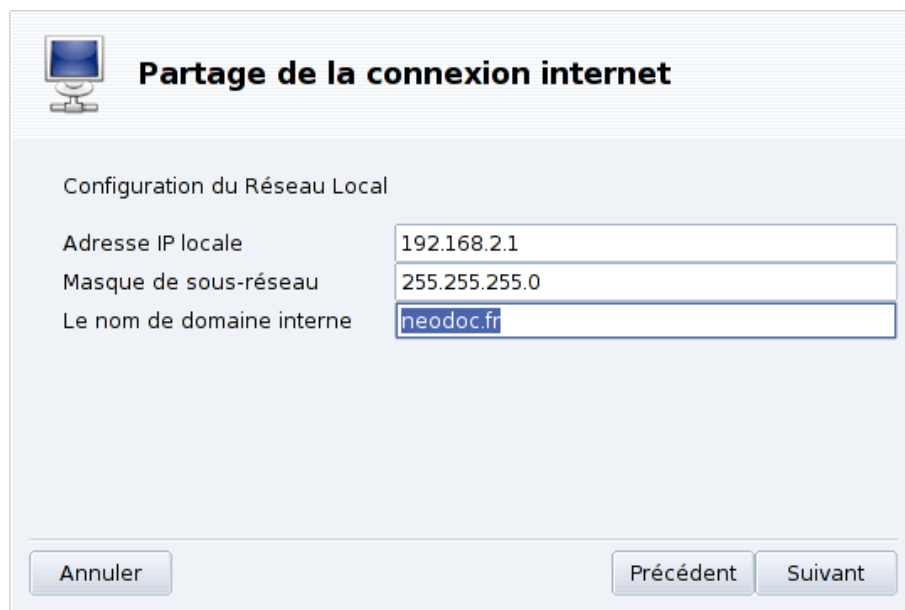 Partage de la connexion internet
Configuration du Réseau Local
Adresse IP locale 192.168.2.1
Masque de sous-réseau 255.255.255.0
Le nom de domaine interne neodoc.fr
Annuler Précédent Suivant